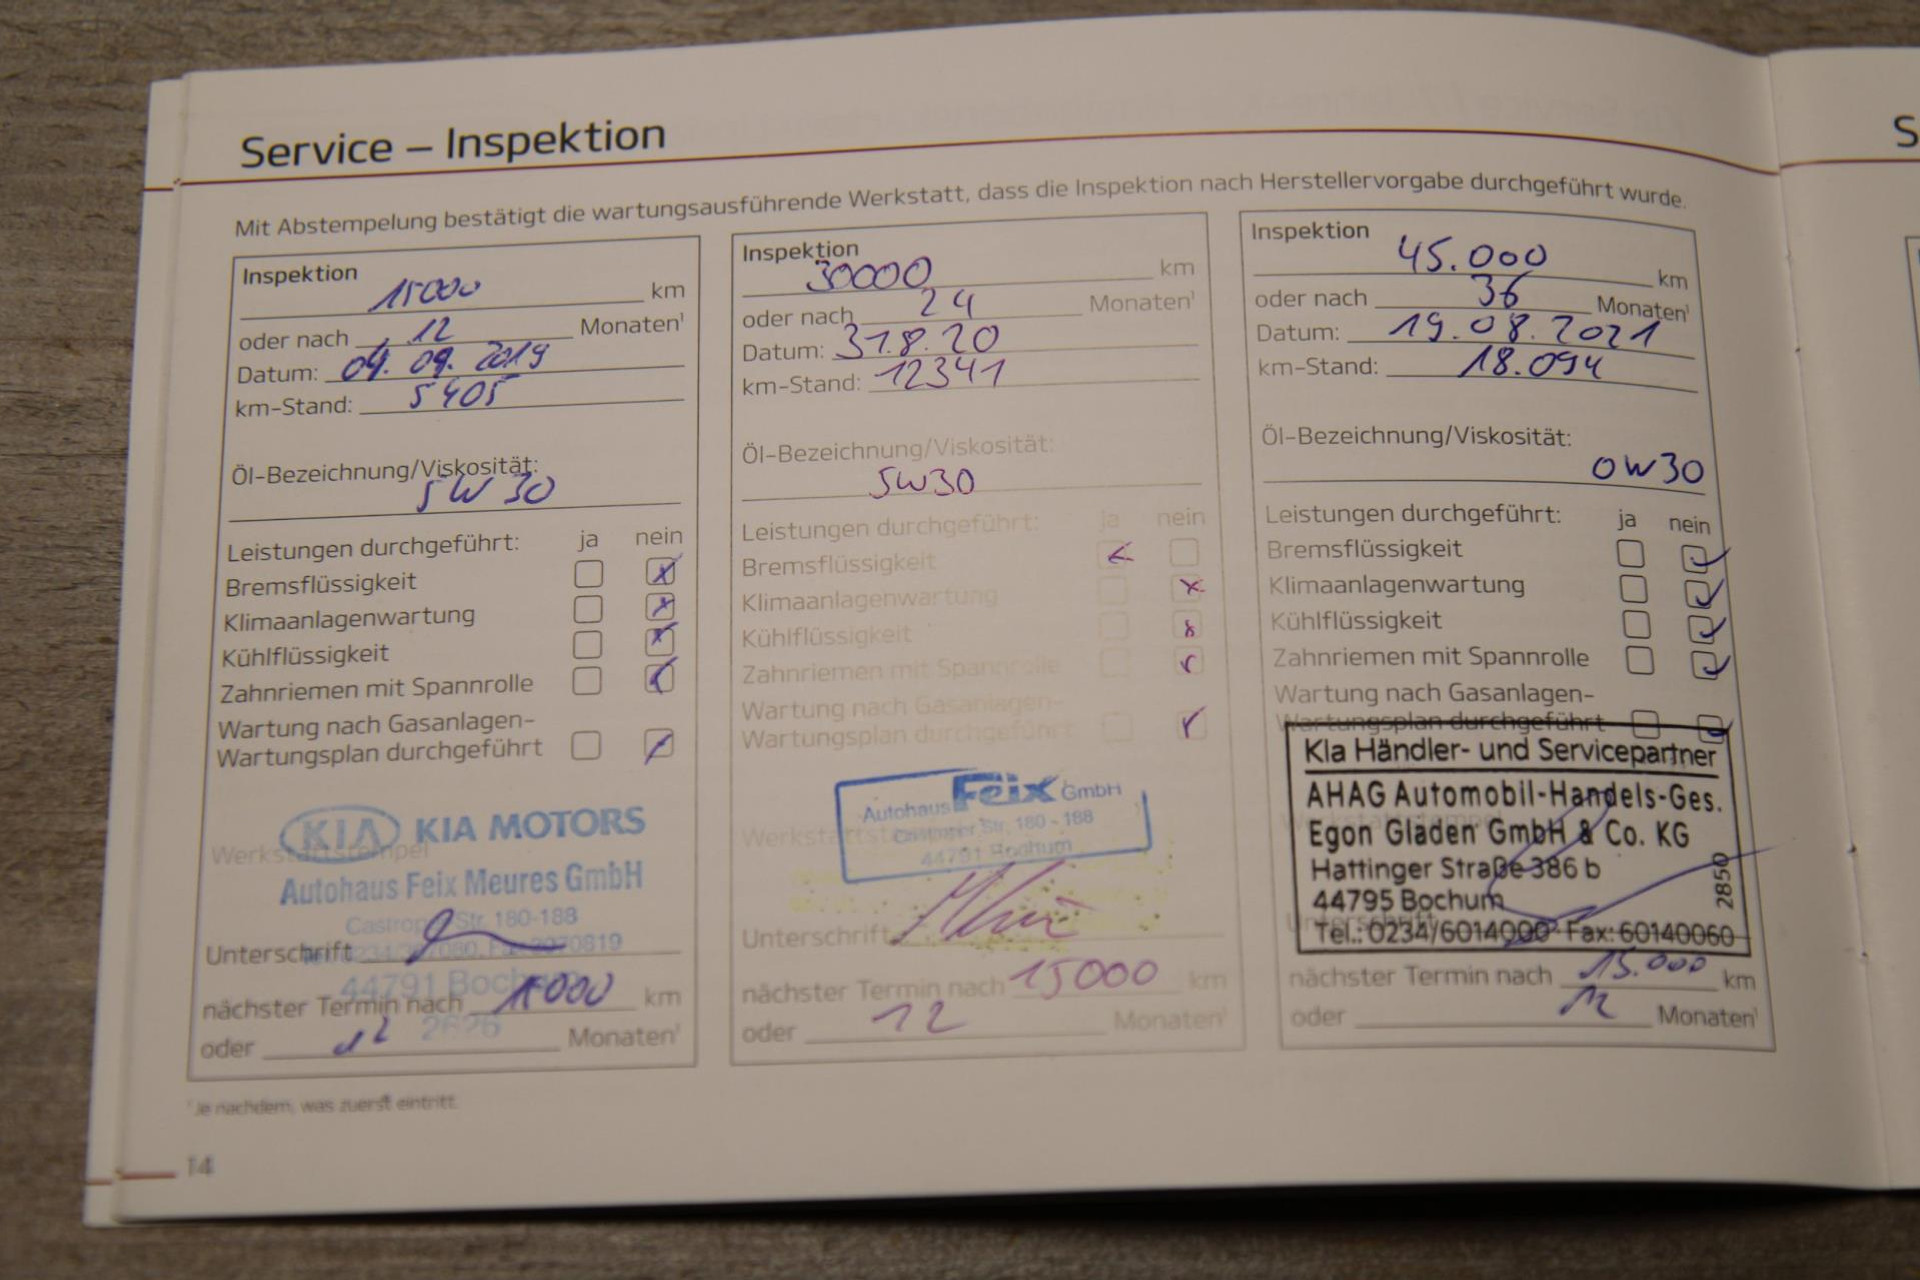 Service – Inspektion
S
Mit Abstempelung bestätigt die wartungsausführende Werkstatt, dass die Inspektion nach Herstellervorgabe durchgeführt wurde.
Inspektion
15000 km
oder nach 12 Monaten¹
Datum: 04. 09. 2019
km-Stand: 5405
Öl-Bezeichnung/Viskosität:
5W30
Leistungen durchgeführt: ja nein
Bremsflüssigkeit
Klimaanlagenwartung
Kühlflüssigkeit
Zahnriemen mit Spannrolle
Wartung nach Gasanlagen-
Wartungsplan durchgeführt
KIA KIA MOTORS
Werkstattstempel
Autohaus Feix Meures GmbH
Castroper Str. 180-188
Unterschrift
44791 Bochum
nächster Termin nach 15000 km
2626
oder 12 Monaten¹
¹ Je nachdem, was zuerst eintritt.
14
Inspektion
30000 km
oder nach 24 Monaten¹
Datum: 31.8.20
km-Stand: 12341
Öl-Bezeichnung/Viskosität:
5W30
Leistungen durchgeführt: ja nein
Bremsflüssigkeit
Klimaanlagenwartung
Kühlflüssigkeit
Zahnriemen mit Spannrolle
Wartung nach Gasanlagen-
Wartungsplan durchgeführt
Autohaus Feix GmbH
Werkstattstempel
Castroper Str. 180 - 188
44791 Bochum
Unterschrift
nächster Termin nach 15000 km
oder 12 Monaten¹
Inspektion
45.000 km
oder nach 36 Monaten¹
Datum: 19.08.2021
km-Stand: 18.094
Öl-Bezeichnung/Viskosität:
0W30
Leistungen durchgeführt: ja nein
Bremsflüssigkeit
Klimaanlagenwartung
Kühlflüssigkeit
Zahnriemen mit Spannrolle
Wartung nach Gasanlagen-
Wartungsplan durchgeführt
Kia Händler- und Servicepartner
AHAG Automobil-Handels-Ges.
Werkstattstempel
Egon Gladen GmbH & Co. KG
Hattinger Straße 386 b
44795 Bochum
2850
Unterschrift
Tel.: 0234/6014000 Fax: 60140060
nächster Termin nach 15.000 km
oder 12 Monaten¹